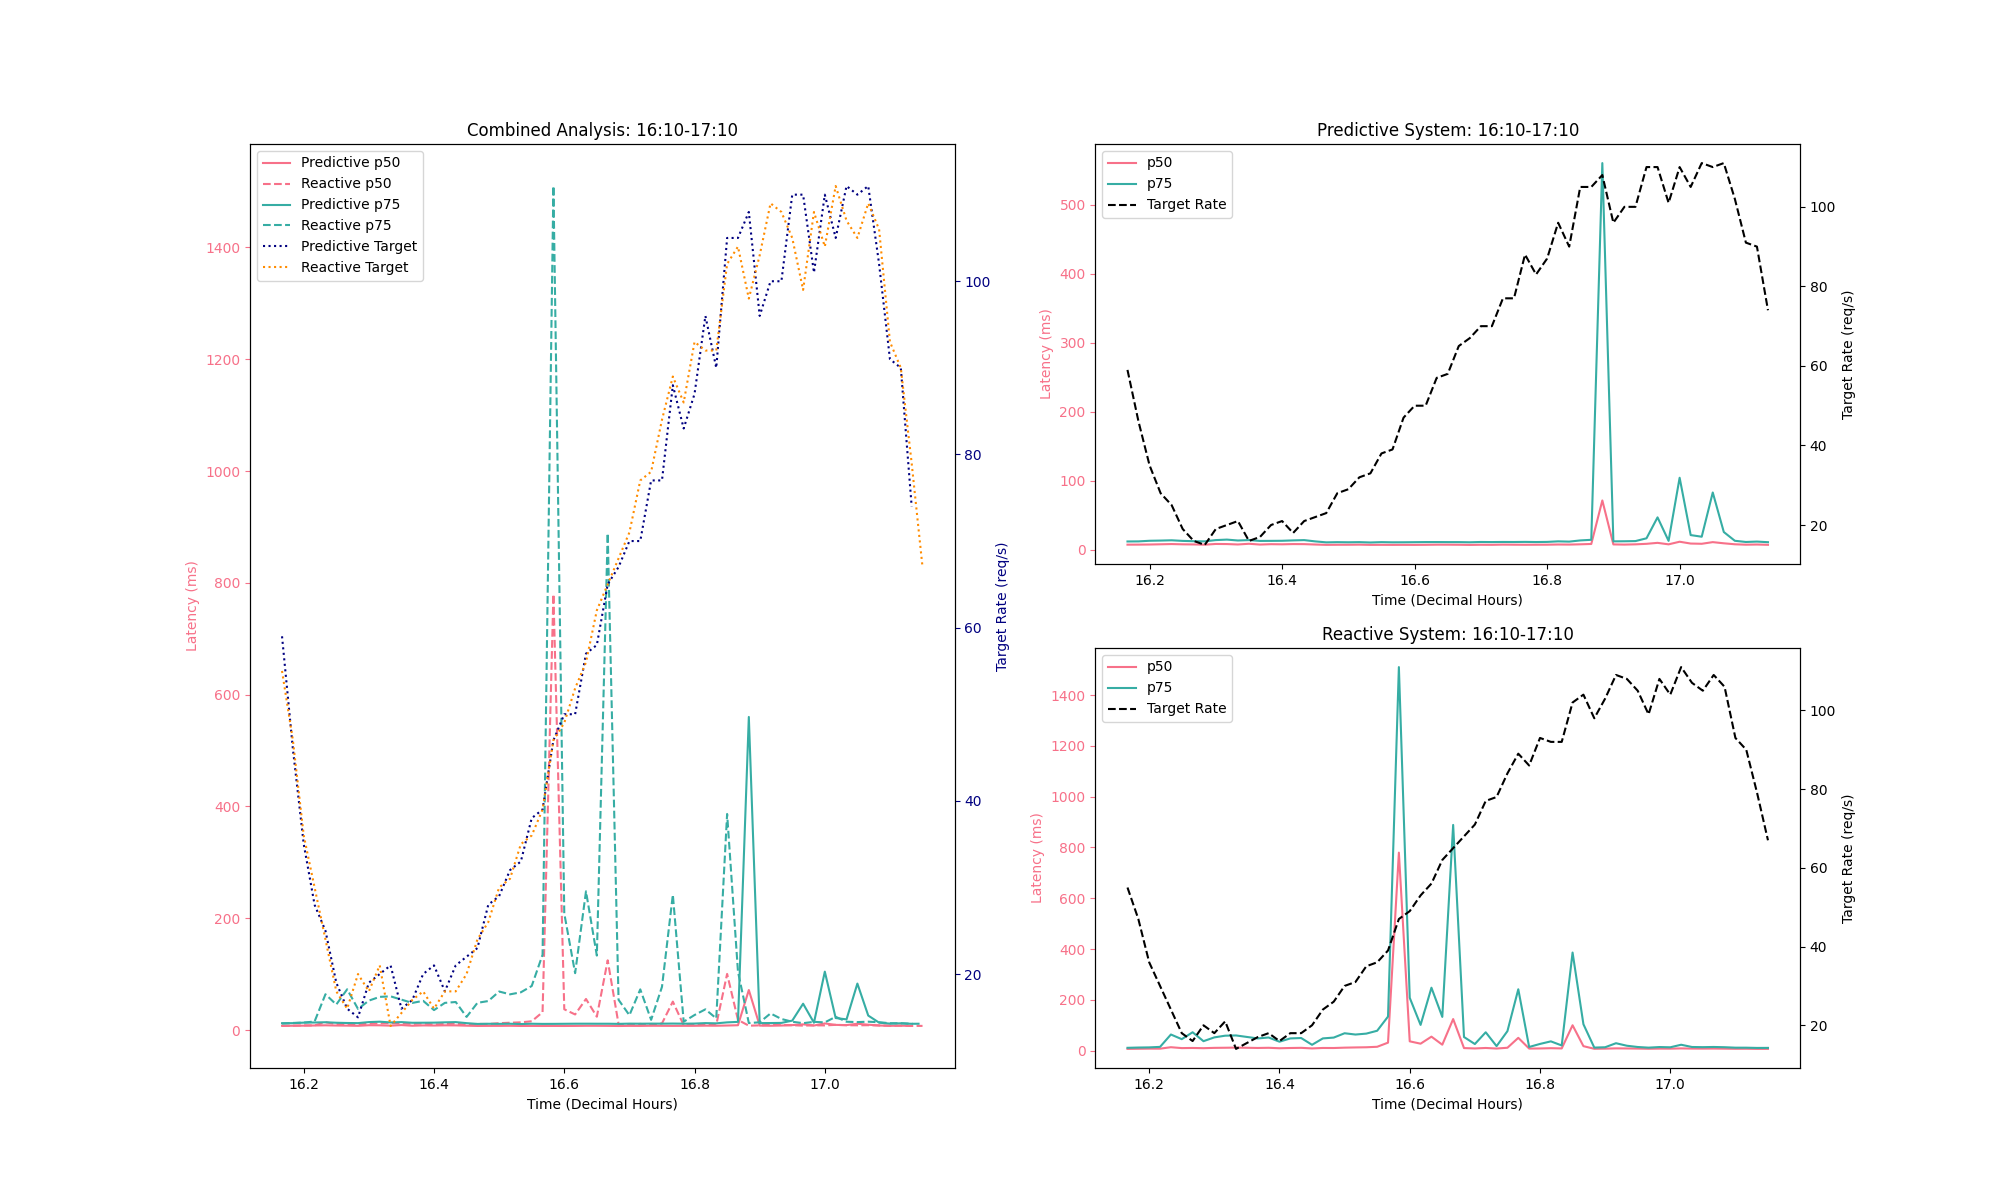 Combined Analysis: 16:10-17:10
Predictive p50
Reactive p50
Predictive p75
Reactive p75
Predictive Target
Reactive Target
Latency (ms)
1400
1200
1000
800
600
400
200
0
100
80
60
40
20
Target Rate (req/s)
16.2 16.4 16.6 16.8 17.0
Time (Decimal Hours)
Predictive System: 16:10-17:10
p50
p75
Target Rate
Latency (ms)
500
400
300
200
100
0
100
80
60
40
20
Target Rate (req/s)
16.2 16.4 16.6 16.8 17.0
Time (Decimal Hours)
Reactive System: 16:10-17:10
p50
p75
Target Rate
Latency (ms)
1400
1200
1000
800
600
400
200
0
100
80
60
40
20
Target Rate (req/s)
16.2 16.4 16.6 16.8 17.0
Time (Decimal Hours)